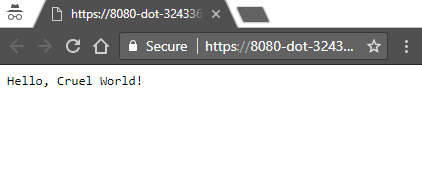 https://8080-dot-324336
Secure
https://8080-dot-3243...
Hello, Cruel World!